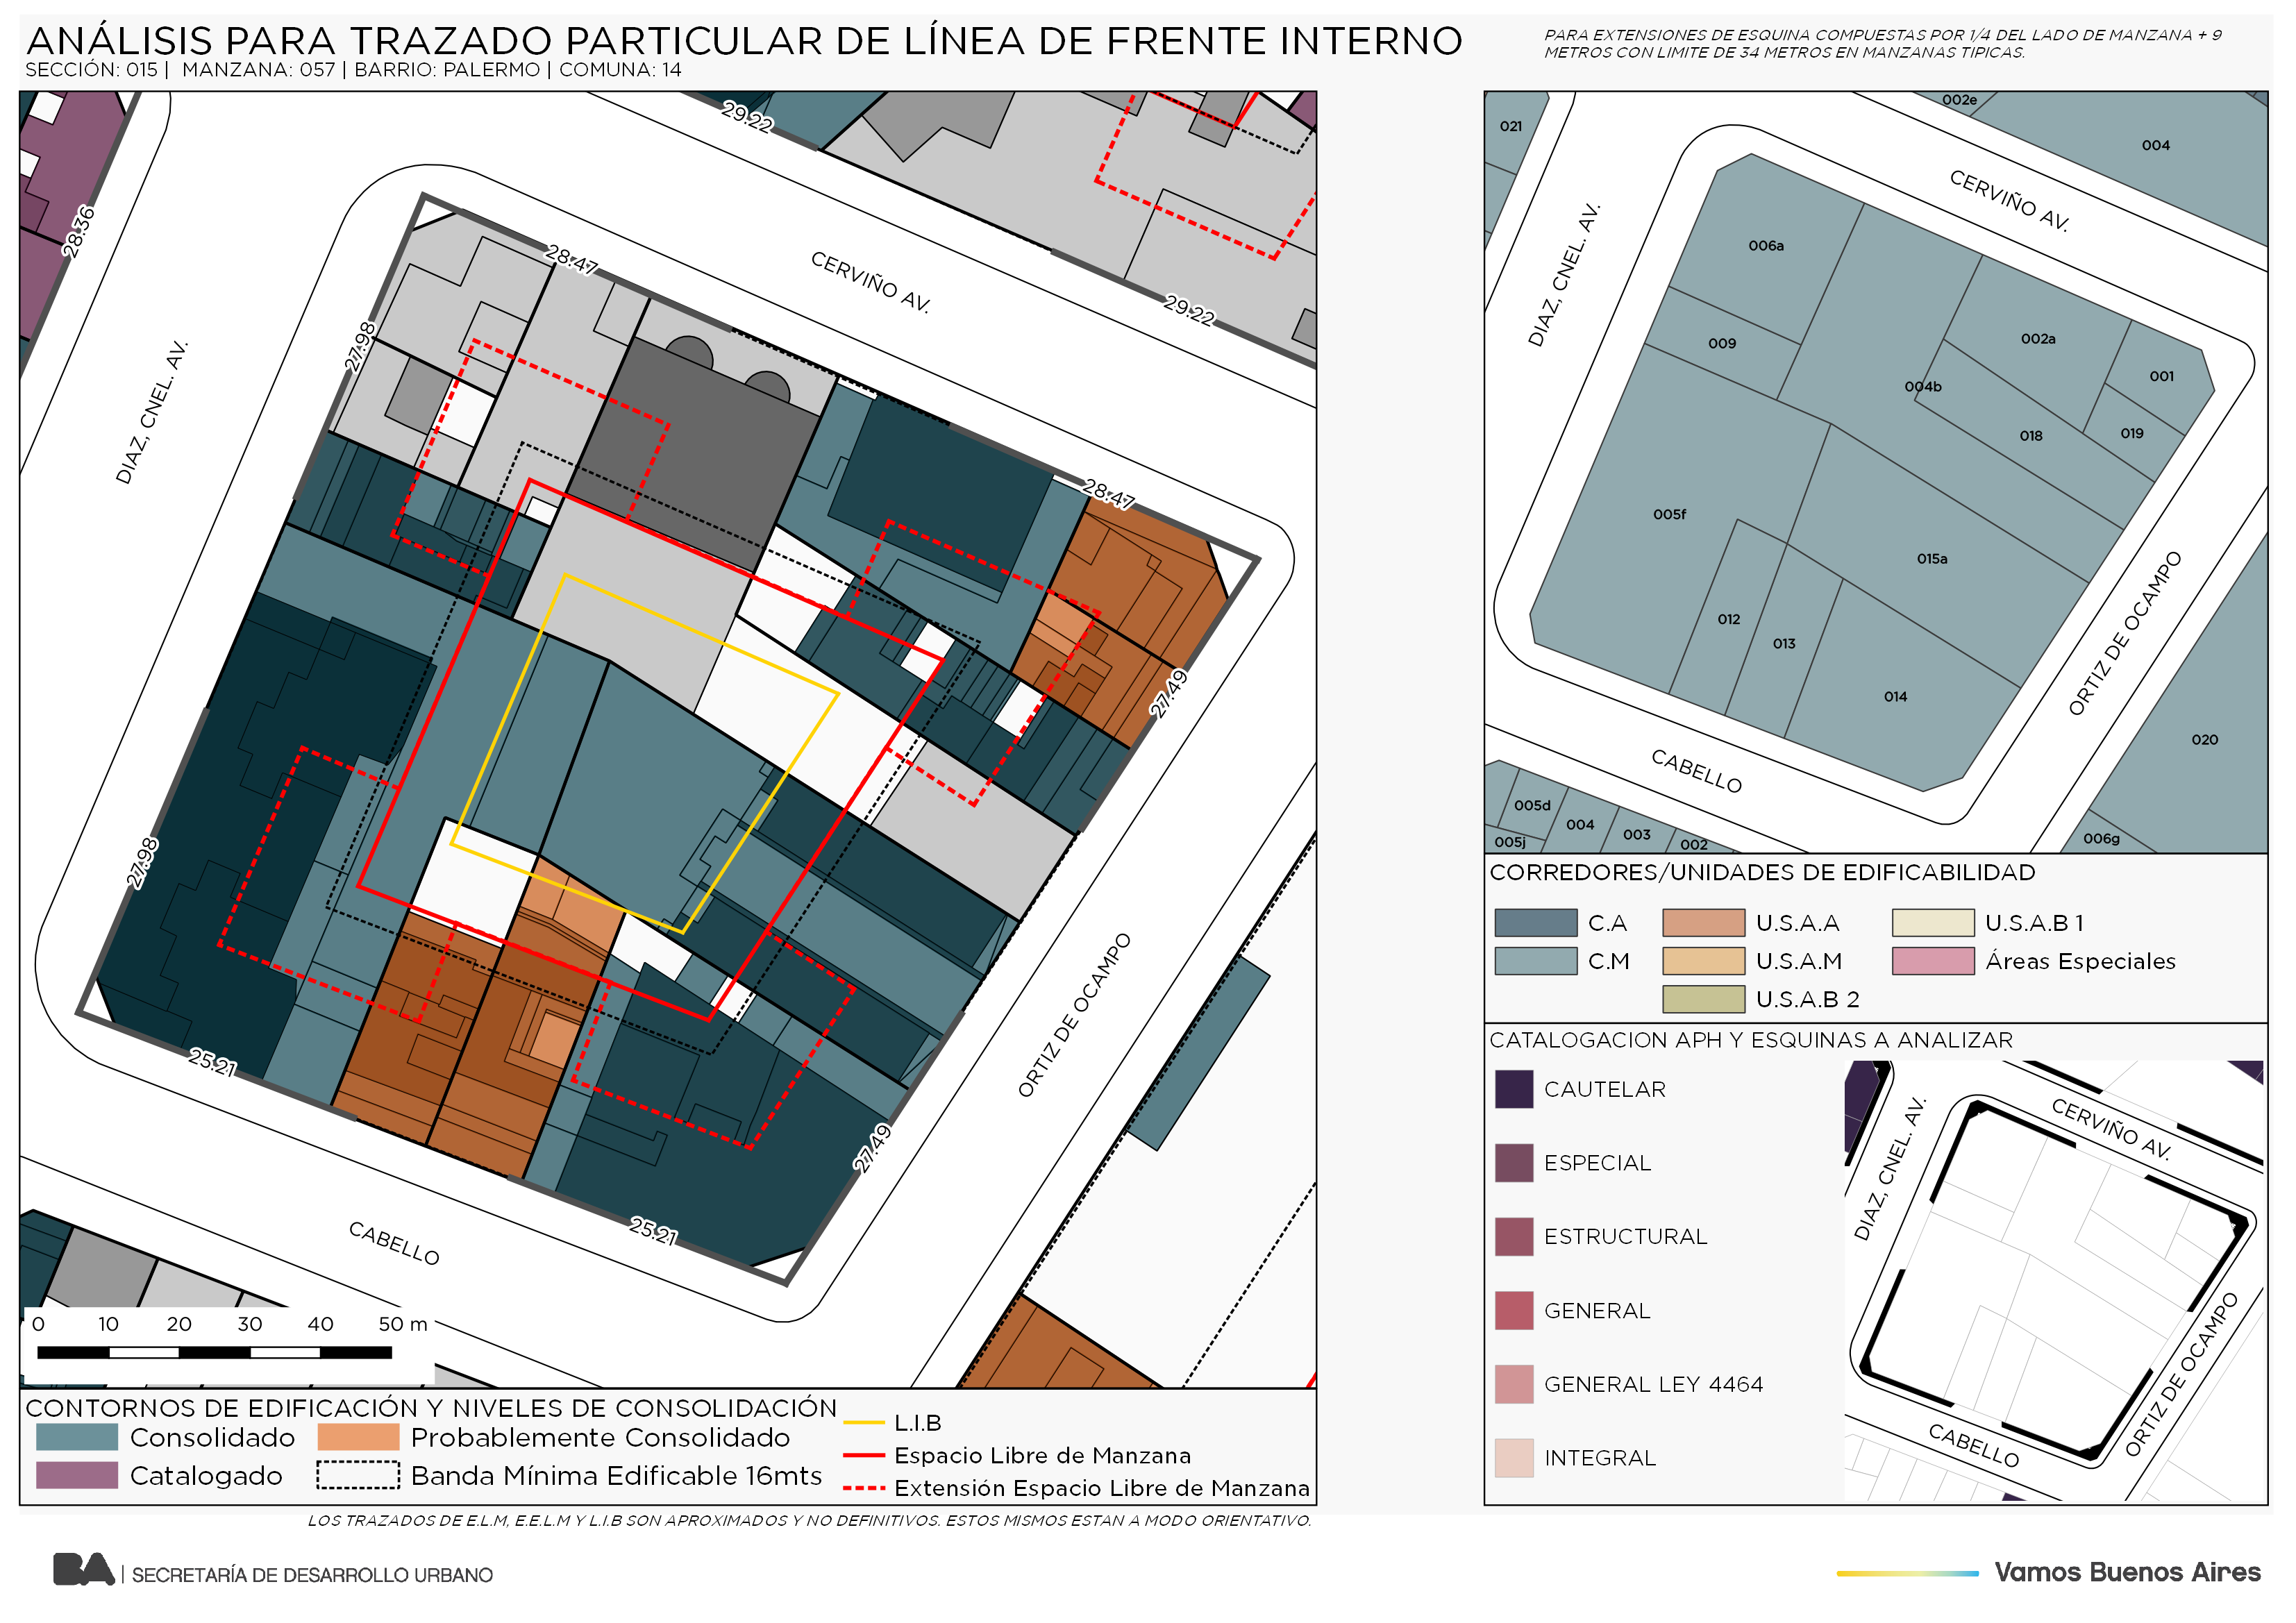 ANÁLISIS PARA TRAZADO PARTICULAR DE LÍNEA DE FRENTE INTERNO
SECCIÓN: 015 | MANZANA: 057 | BARRIO: PALERMO | COMUNA: 14
PARA EXTENSIONES DE ESQUINA COMPUESTAS POR 1/4 DEL LADO DE MANZANA + 9
METROS CON LIMITE DE 34 METROS EN MANZANAS TIPICAS.
29.22
28.36
28.47
CERVIÑO AV.
29.22
27.98
DIAZ, CNEL. AV.
28.47
27.49
27.98
ORTIZ DE OCAMPO
25.21
27.49
25.21
CABELLO
0 10 20 30 40 50 m
CONTORNOS DE EDIFICACIÓN Y NIVELES DE CONSOLIDACIÓN
Consolidado
Probablemente Consolidado
Catalogado
Banda Mínima Edificable 16mts
L.I.B
Espacio Libre de Manzana
Extensión Espacio Libre de Manzana
LOS TRAZADOS DE E.L.M, E.E.L.M Y L.I.B SON APROXIMADOS Y NO DEFINITIVOS. ESTOS MISMOS ESTAN A MODO ORIENTATIVO.
002e
021
004
CERVIÑO AV.
006a
DIAZ, CNEL. AV.
009
002a
001
004b
018
019
005f
015a
012
013
014
ORTIZ DE OCAMPO
020
CABELLO
005d
004
003
002
005j
006g
CORREDORES/UNIDADES DE EDIFICABILIDAD
C.A
U.S.A.A
U.S.A.B 1
C.M
U.S.A.M
Áreas Especiales
U.S.A.B 2
CATALOGACION APH Y ESQUINAS A ANALIZAR
CAUTELAR
ESPECIAL
ESTRUCTURAL
GENERAL
GENERAL LEY 4464
INTEGRAL
CERVIÑO AV.
DIAZ, CNEL. AV.
ORTIZ DE OCAMPO
CABELLO
BA | SECRETARÍA DE DESARROLLO URBANO
Vamos Buenos Aires